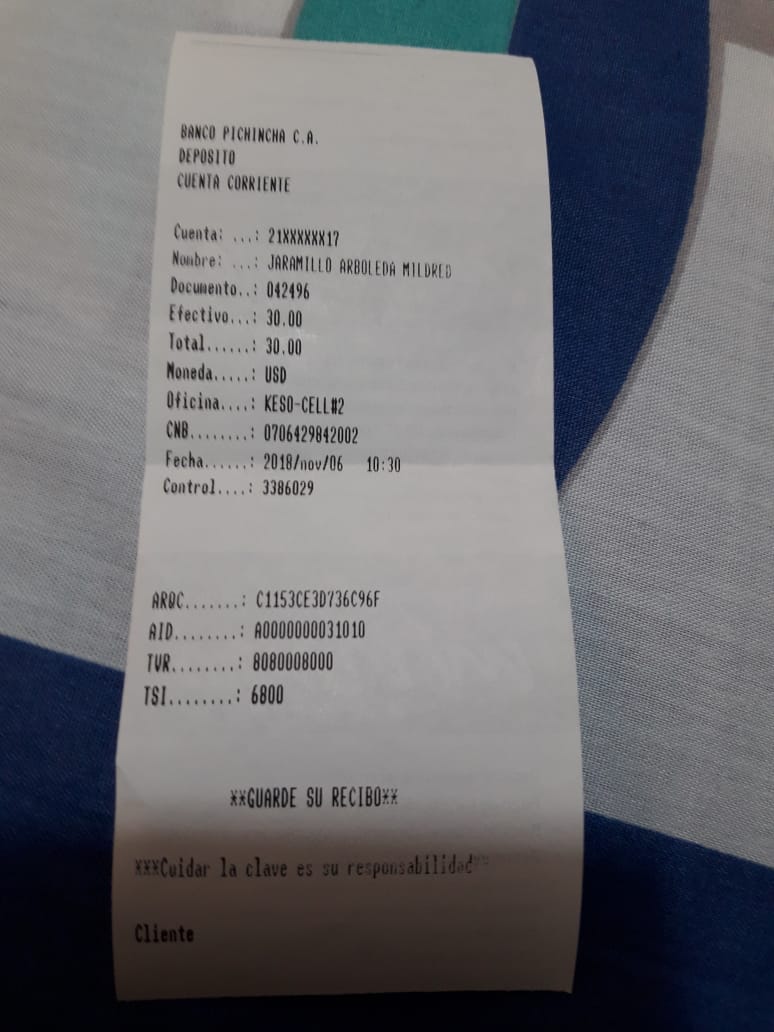 BANCO PICHINCHA C.A.
DEPOSITO
CUENTA CORRIENTE
Cuenta: ...: 21XXXXXX17
Nombre: ...: JARAMILLO ARBOLEDA MILDRED
Documento..: 042496
Efectivo...: 30.00
Total......: 30.00
Moneda.....: USD
Oficina....: KESO-CELL#2
CNB........: 0706429842002
Fecha......: 2018/nov/06 10:30
Control....: 3386029
ARQC.......: C1153CE3D736C96F
AID........: A0000000031010
TVR........: 8080008000
TSI........: 6800
**GUARDE SU RECIBO**
***Cuidar la clave es su responsabilidad**
Cliente